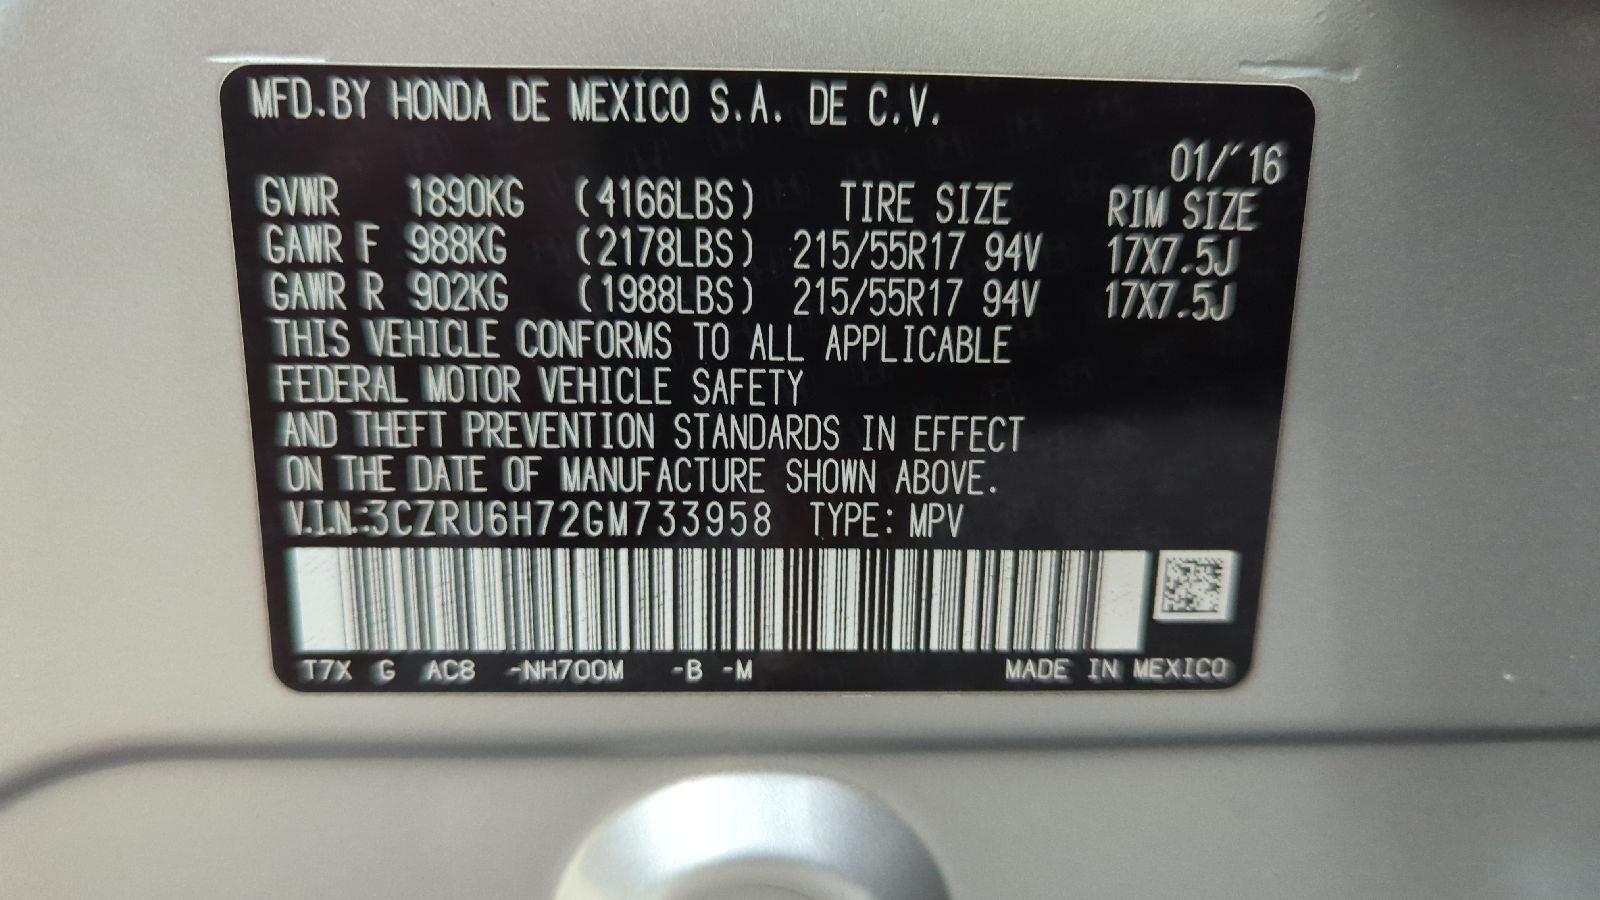 MFD.BY HONDA DE MEXICO S.A. DE C.V.
01/'16
GVWR 1890KG (4166LBS) TIRE SIZE RIM SIZE
GAWR F 988KG (2178LBS) 215/55R17 94V 17X7.5J
GAWR R 902KG (1988LBS) 215/55R17 94V 17X7.5J
THIS VEHICLE CONFORMS TO ALL APPLICABLE
FEDERAL MOTOR VEHICLE SAFETY
AND THEFT PREVENTION STANDARDS IN EFFECT
ON THE DATE OF MANUFACTURE SHOWN ABOVE.
V.I.N.:3CZRU6H72GM733958 TYPE: MPV
T7X G AC8 -NH700M -B -M MADE IN MEXICO